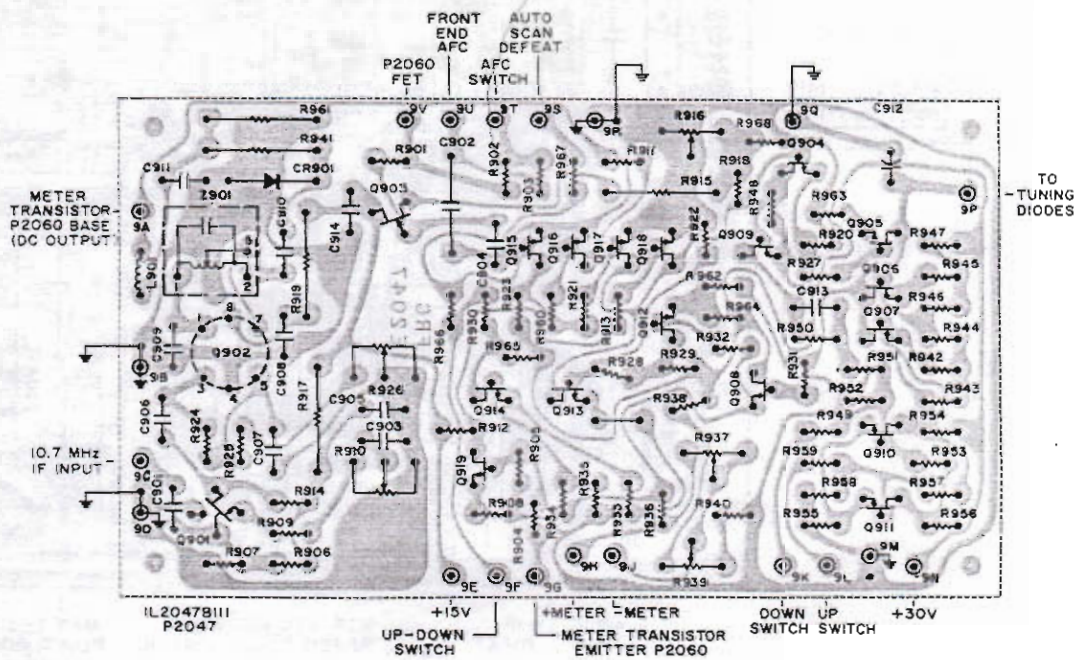 FRONT END AFC
AUTO SCAN DEFEAT
P2060 FET
AFC SWITCH
9V
9U
9T
9S
9R
9Q
C912
R961
R941
C911
CR901
R901
C902
R902
R903
R967
R911
R916
R968
Q904
R918
R948
R915
R963
9P
TO TUNING DIODES
METER TRANSISTOR P2060 BASE (DC OUTPUT)
9A
L901
C910
C914
Q903
C904
Q915
Q916
Q917
Q918
R922
Q909
R920
Q905
R947
R927
Q906
R945
R919
R962
C913
R946
Q907
R966
R930
R923
R960
R921
R913
Q912
R964
R950
R944
C909
Q902
C908
R965
R932
R931
R951
R942
9B
R917
R926
R928
R929
Q908
R952
R943
C906
R924
R925
C907
C905
C903
R910
Q914
Q913
R938
R949
R954
R912
R905
R937
Q910
10.7 MHz IF INPUT
9C
Q919
R959
R953
C901
R914
R908
R904
R934
R935
R933
R936
R940
R958
R957
9D
Q901
R909
R955
Q911
R956
R907
R906
9H
9J
R939
9M
9E
9F
9G
9K
9L
9N
1L2047B111
P2047
+15V
+METER
-METER
DOWN SWITCH
UP SWITCH
+30V
UP-DOWN SWITCH
METER TRANSISTOR EMITTER P2060